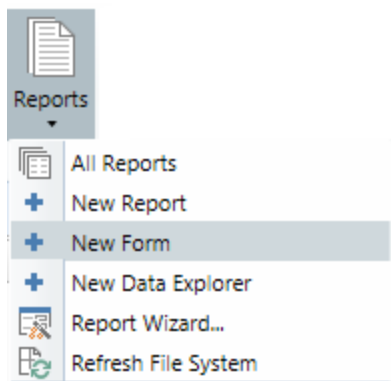 Reports
All Reports
New Report
New Form
New Data Explorer
Report Wizard...
Refresh File System